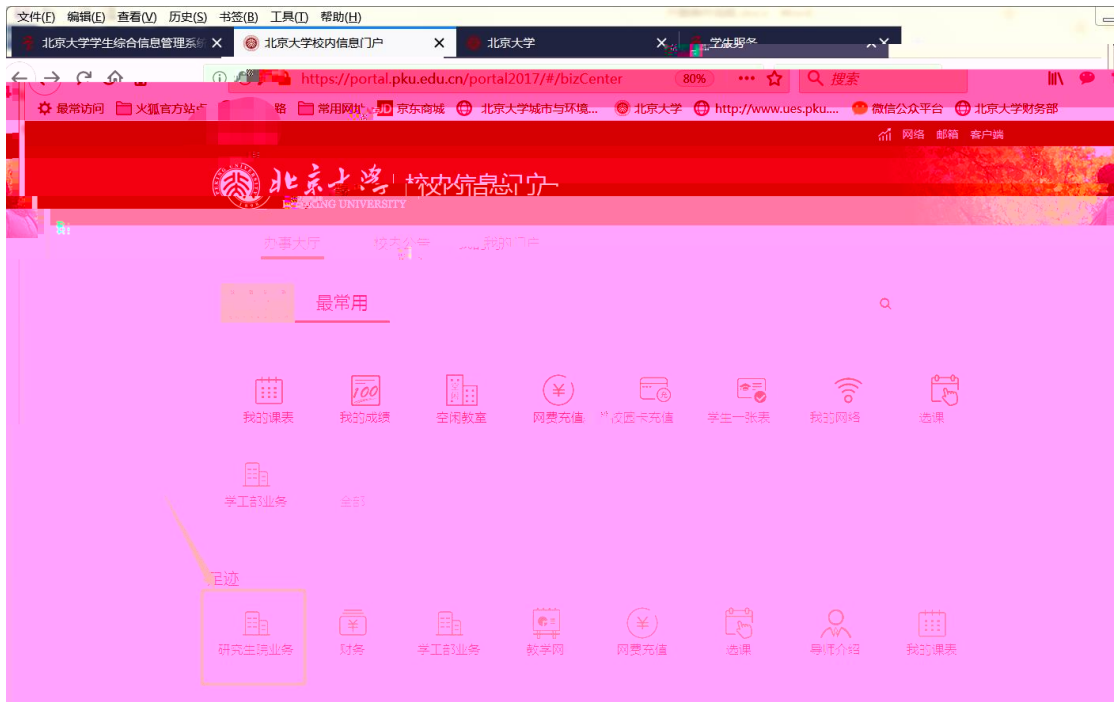 文件(F) 编辑(E) 查看(V) 历史(S) 书签(B) 工具(T) 帮助(H)
北京大学学生综合信息管理系统 × 北京大学校内信息门户 × 北京大学 ×
https://portal.pku.edu.cn/portal2017/#/bizCenter 80% 搜索
最常访问 火狐官方站点 常用网址 JD 京东商城 北京大学城市与环境... 北京大学 http://www.ues.pku.... 微信公众平台 北京大学财务部
网络 邮箱 客户端
北京大学 校内信息门户
PEKING UNIVERSITY
办事大厅 校内公告 我的门户
最常用
我的课表 我的成绩 空闲教室 网费充值 校园卡充值 学生一张表 我的网络 选课
学工部业务 全部
足迹
研究生院业务 财务 学工部业务 教学网 网费充值 选课 导师介绍 我的课表